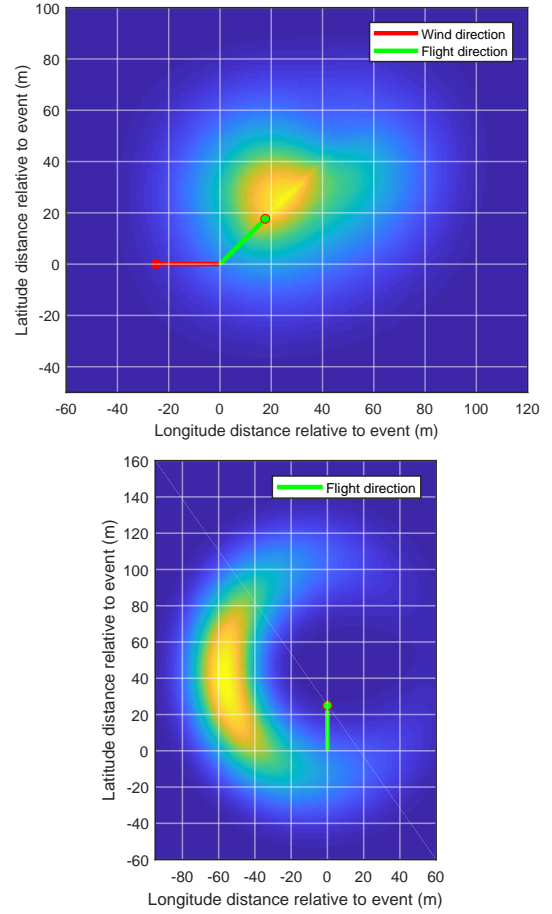 100
80
60
40
20
0
-20
-40
Latitude distance relative to event (m)
Wind direction
Flight direction
-60 -40 -20 0 20 40 60 80 100 120
Longitude distance relative to event (m)
160
140
120
100
80
60
40
20
0
-20
-40
-60
Latitude distance relative to event (m)
Flight direction
-80 -60 -40 -20 0 20 40 60
Longitude distance relative to event (m)